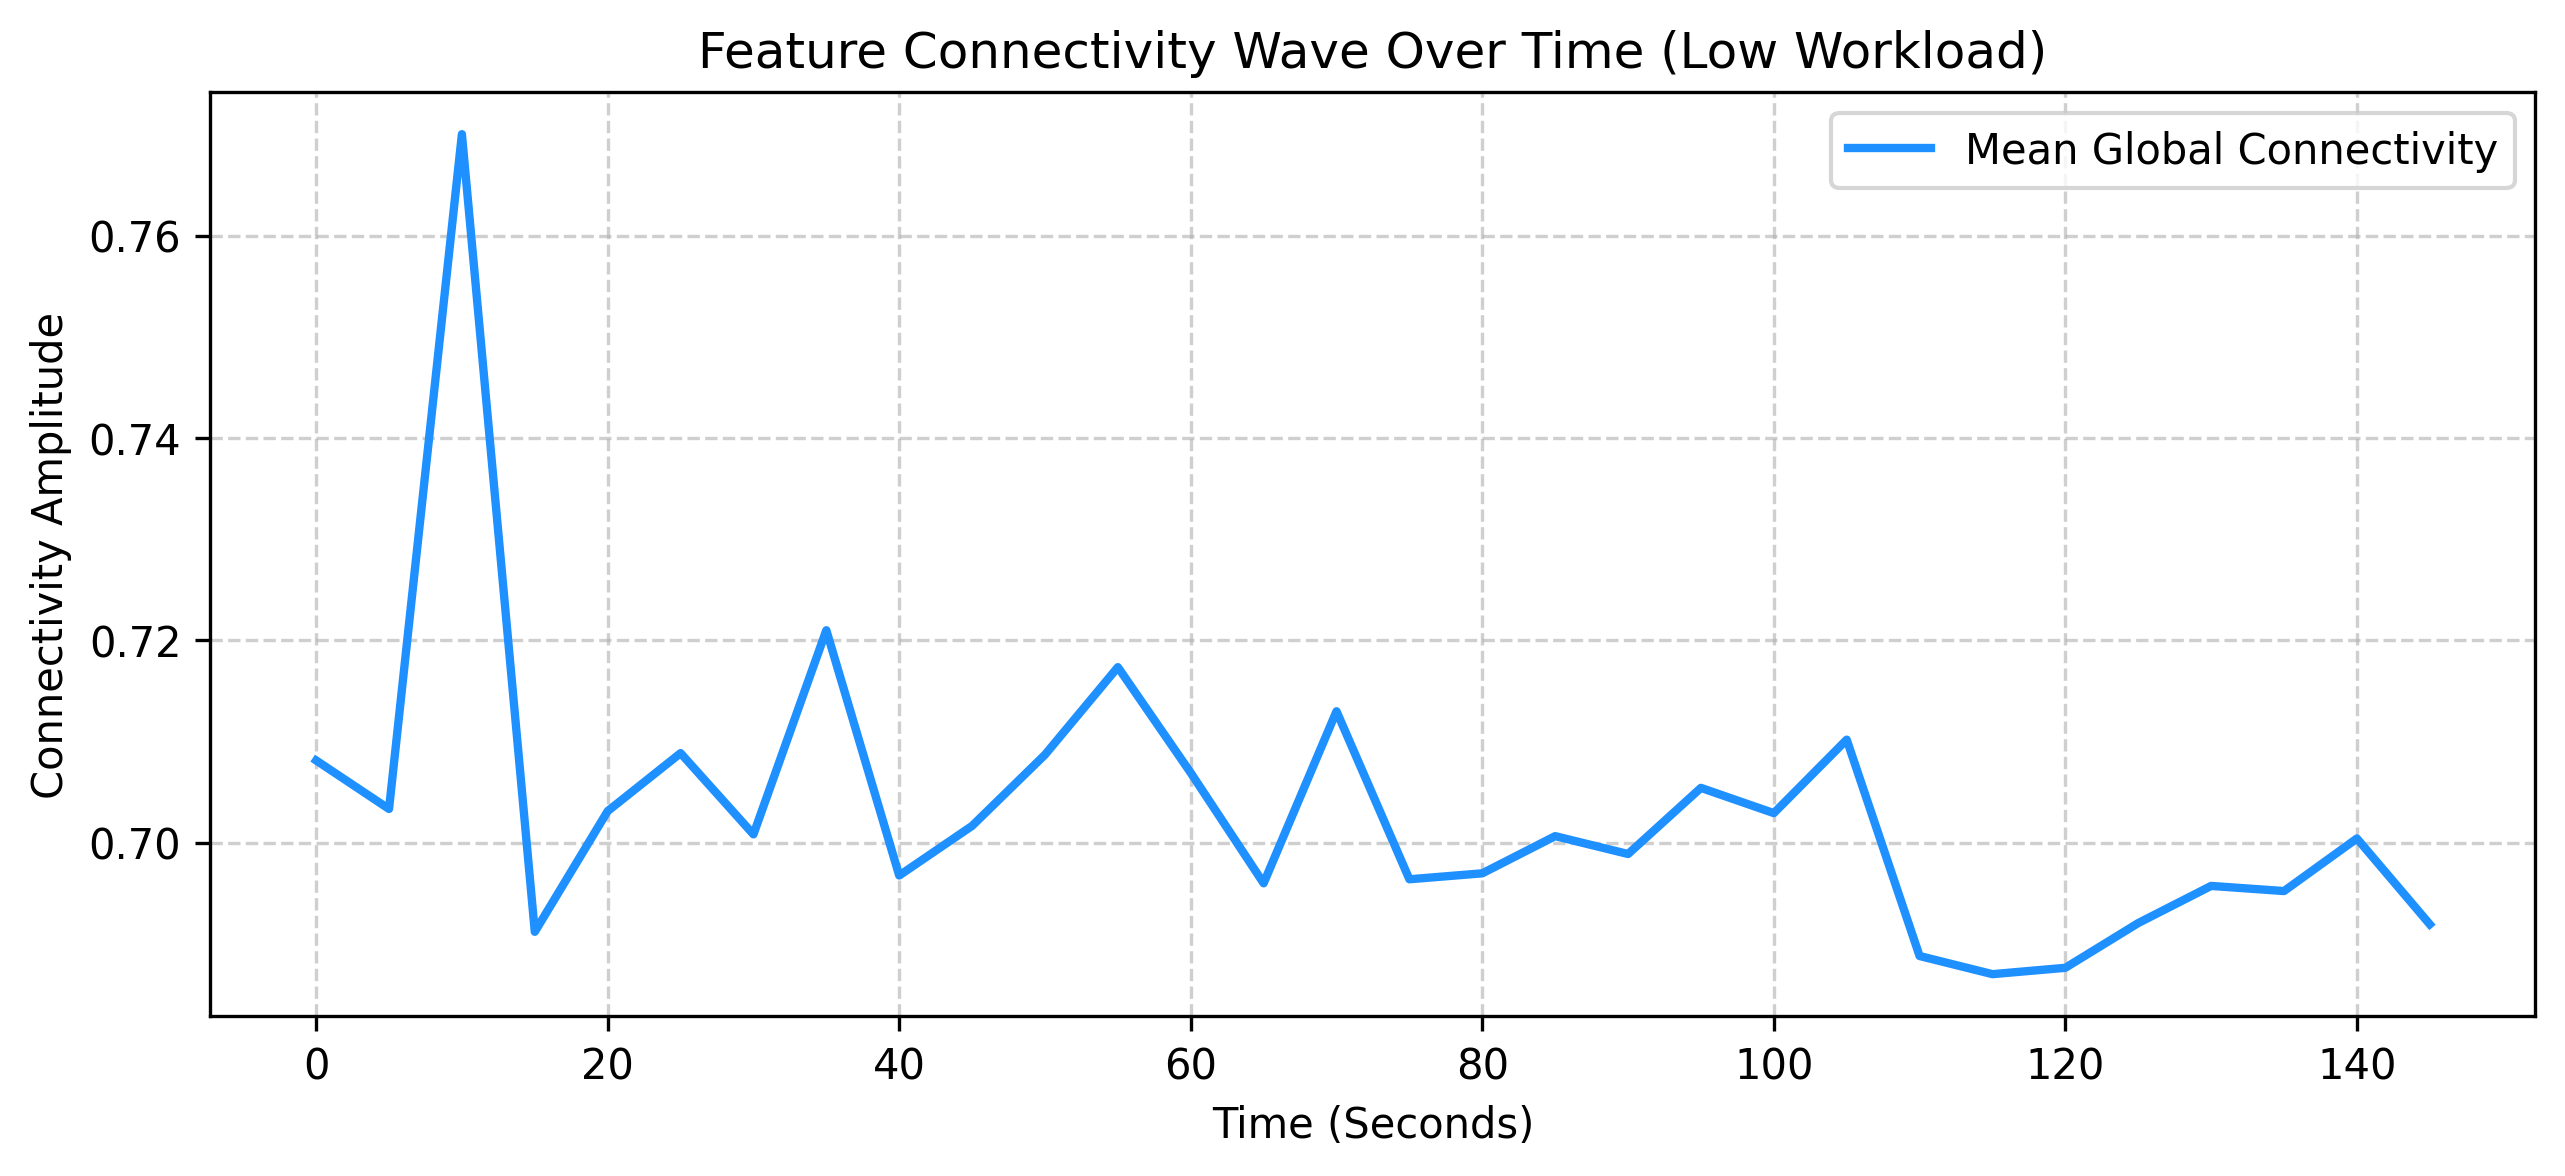 Feature Connectivity Wave Over Time (Low Workload)
Mean Global Connectivity
Connectivity Amplitude
0.76
0.74
0.72
0.70
0 20 40 60 80 100 120 140
Time (Seconds)